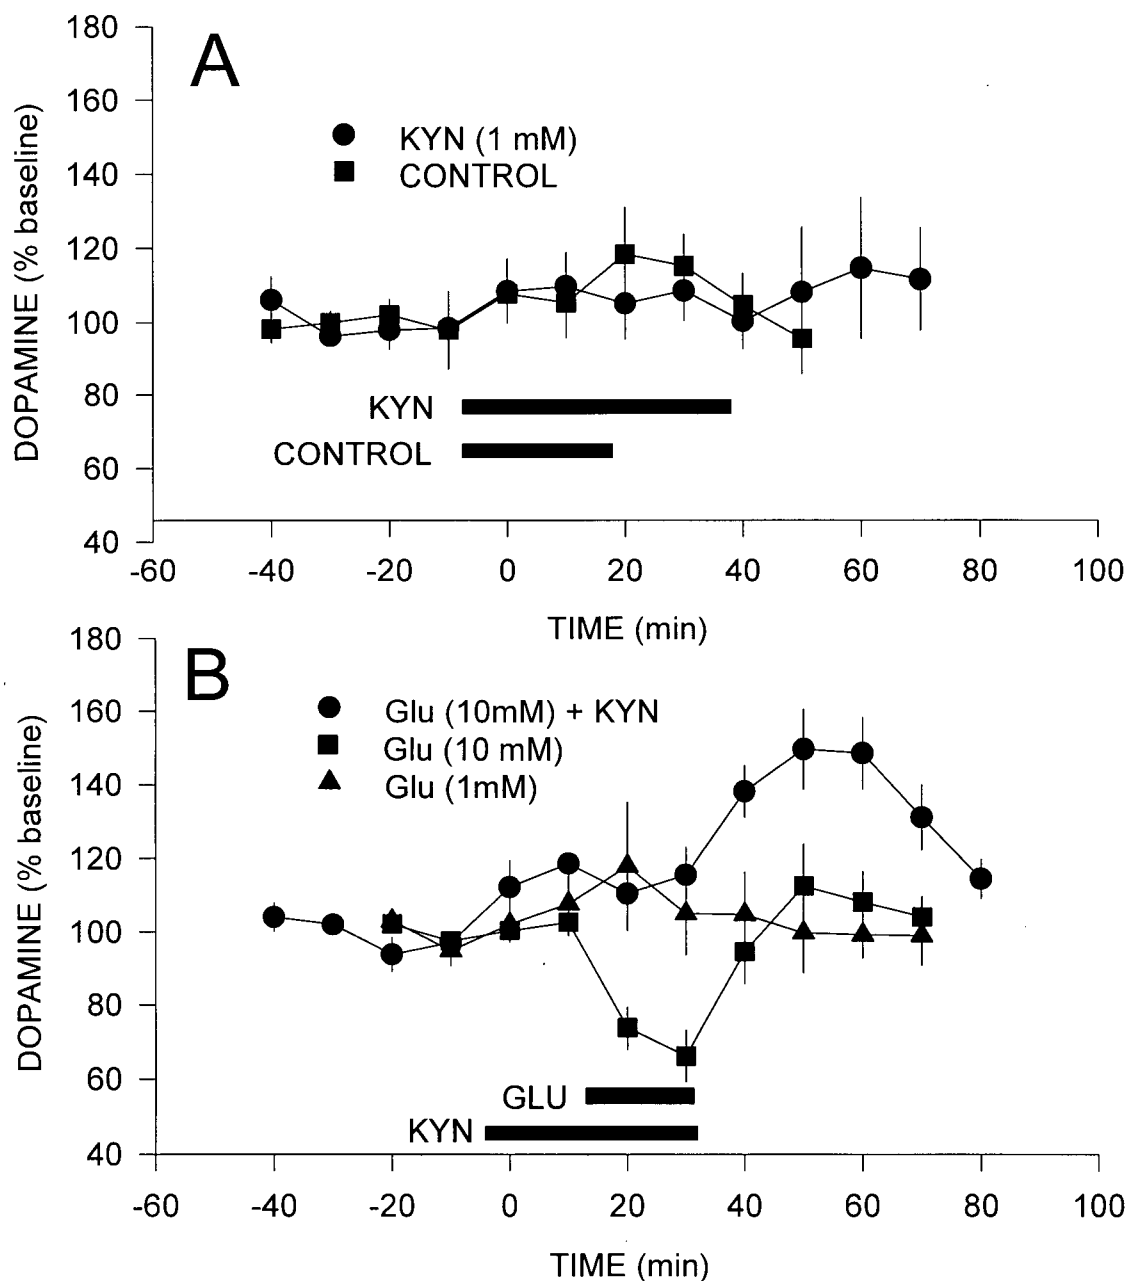 180
A
160
KYN (1 mM)
140
CONTROL
120
100
80
KYN
CONTROL
60
40
DOPAMINE (% baseline)
-60 -40 -20 0 20 40 60 80 100
TIME (min)
180
B
160
Glu (10mM) + KYN
Glu (10 mM)
140
Glu (1mM)
120
100
80
60
GLU
KYN
40
DOPAMINE (% baseline)
-60 -40 -20 0 20 40 60 80 100
TIME (min)